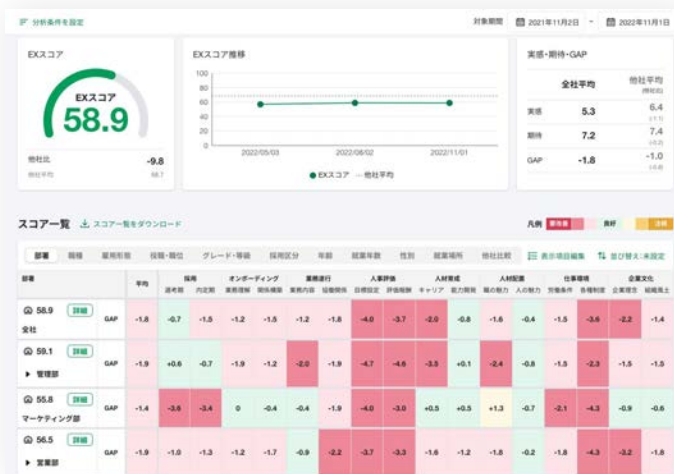 分析条件を設定
対象期間 2021年11月2日 - 2022年11月1日
EXスコア
EXスコア
58.9
他社比 -9.8
他社平均 68.7
EXスコア推移
100
80
60
40
20
0
2022/05/03 2022/08/02 2022/11/01
EXスコア 他社平均
実感・期待・GAP
全社平均 他社平均
(他社比)
実感 5.3 6.4
(-1.1)
期待 7.2 7.4
(-0.2)
GAP -1.8 -1.0
スコア一覧 スコア一覧をダウンロード
凡例 要改善 良好 注視
部署 職種 雇用形態 役職・職位 グレード・等級 採用区分 年齢 就業年数 性別 就業場所 他社比較 表示項目編集 並び替え:未設定
部署 平均 採用 オンボーディング 業務遂行 人事評価 人材育成 人材配置 仕事環境 企業文化
選考期 内定期 業務理解 関係構築 業務内容 協働関係 目標設定 評価報酬 キャリア 能力開発 職の魅力 人の魅力 労働条件 各種制度 企業理念 組織風土
58.9 詳細
全社
GAP -1.8 -0.7 -1.5 -1.2 -1.5 -1.2 -1.8 -4.0 -3.7 -2.0 -0.8 -1.6 -0.4 -1.5 -3.6 -2.2 -1.4
59.1 詳細
管理部
GAP -1.9 +0.6 -0.7 -1.9 -1.2 -2.0 -1.9 -4.7 -4.6 -3.5 +0.1 -2.4 -0.8 -1.5 -2.3 -1.5 -1.5
55.8 詳細
マーケティング部
GAP -1.4 -3.6 -3.4 0 -0.4 -0.4 -1.9 -4.0 -3.0 +0.5 +0.5 +1.3 -0.7 -2.1 -4.3 -0.9 -0.6
56.5 詳細
営業部
GAP -1.9 -1.0 -1.3 -1.2 -1.7 -0.9 -2.2 -3.7 -3.3 -1.6 -1.2 -1.8 -0.2 -1.8 -4.3 -3.2 -1.8